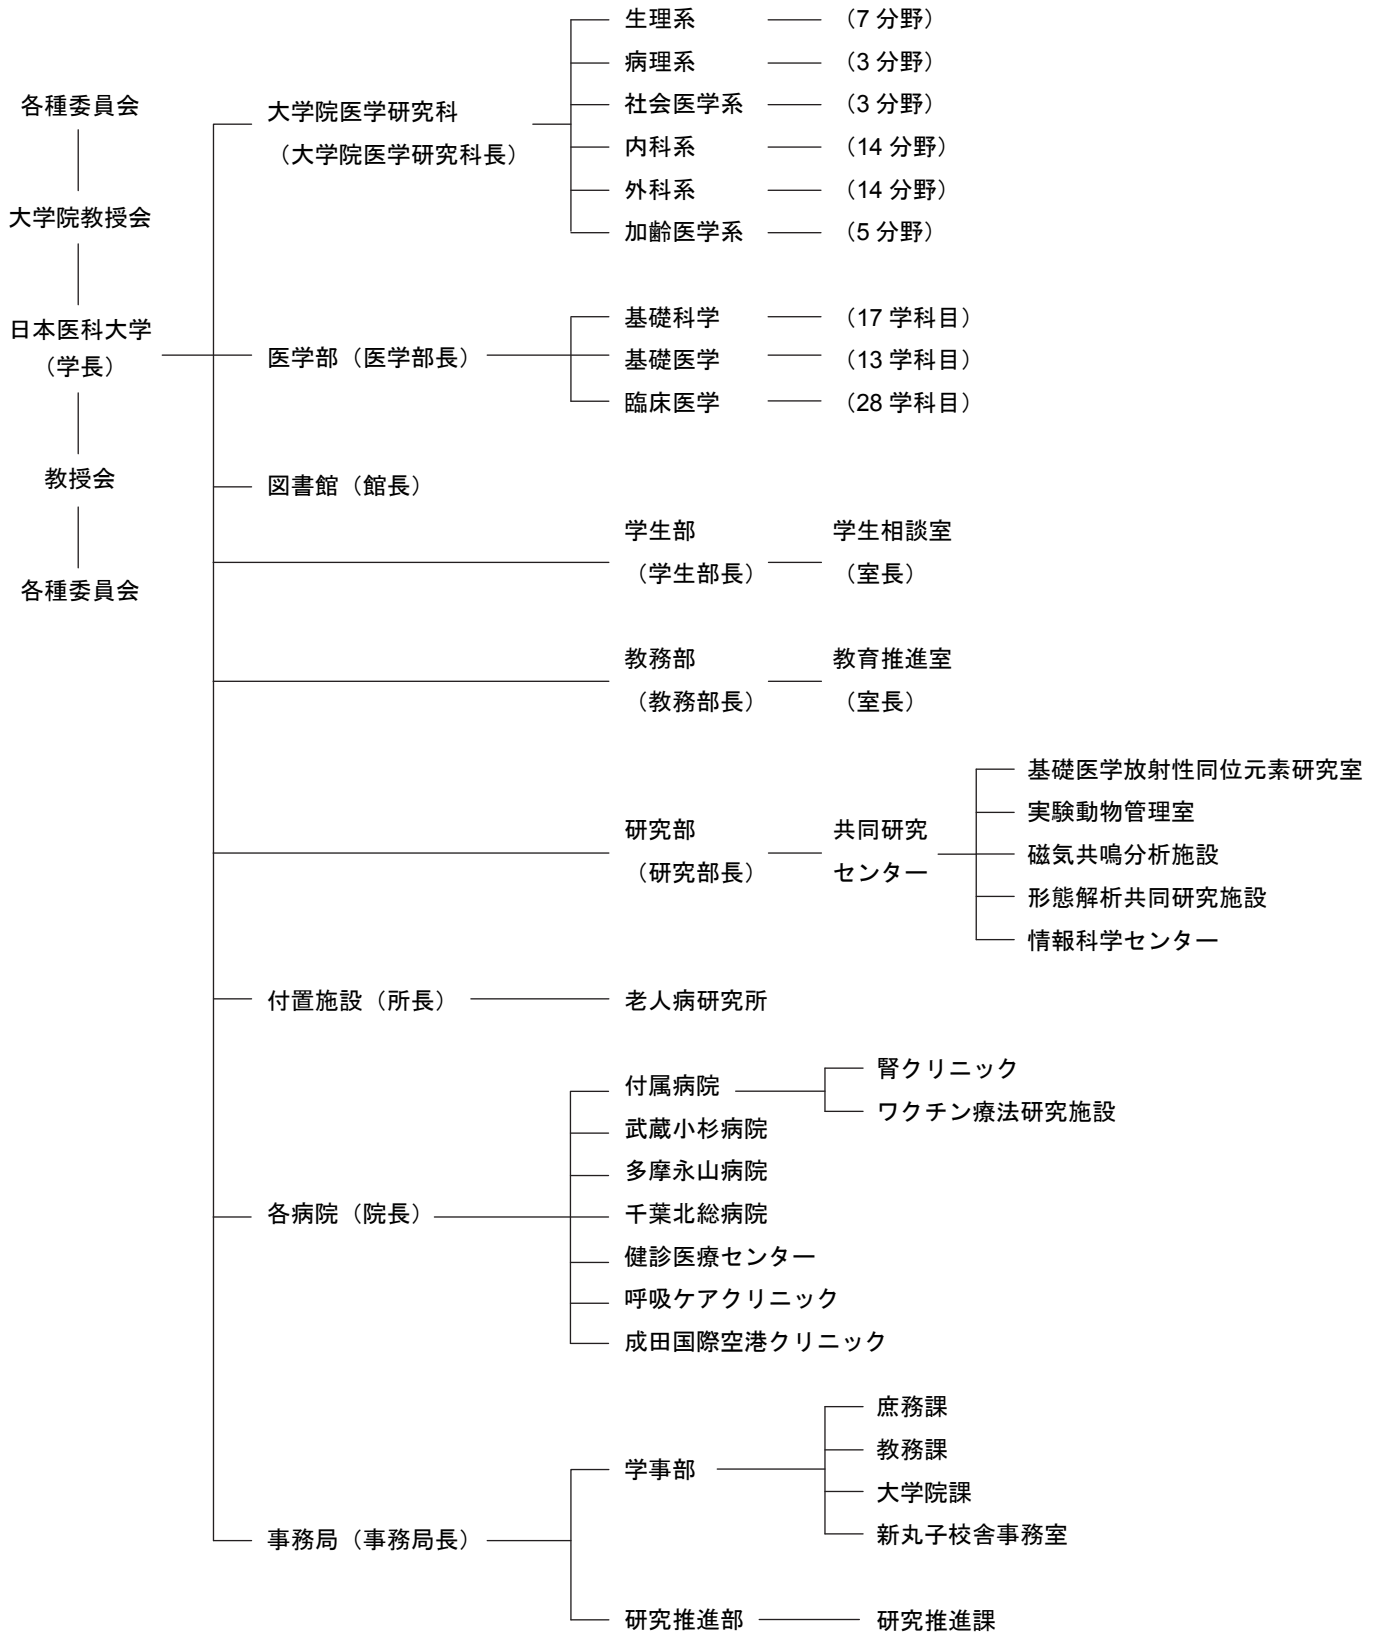 各種委員会
大学院教授会
日本医科大学
（学長）
教授会
各種委員会
大学院医学研究科
（大学院医学研究科長）
生理系 （7 分野）
病理系 （3 分野）
社会医学系 （3 分野）
内科系 （14 分野）
外科系 （14 分野）
加齢医学系 （5 分野）
医学部（医学部長）
基礎科学 （17 学科目）
基礎医学 （13 学科目）
臨床医学 （28 学科目）
図書館（館長）
学生部
（学生部長）
学生相談室
（室長）
教務部
（教務部長）
教育推進室
（室長）
研究部
（研究部長）
共同研究
センター
基礎医学放射性同位元素研究室
実験動物管理室
磁気共鳴分析施設
形態解析共同研究施設
情報科学センター
付置施設（所長）
老人病研究所
各病院（院長）
付属病院
腎クリニック
ワクチン療法研究施設
武蔵小杉病院
多摩永山病院
千葉北総病院
健診医療センター
呼吸ケアクリニック
成田国際空港クリニック
事務局（事務局長）
学事部
庶務課
教務課
大学院課
新丸子校舎事務室
研究推進部
研究推進課